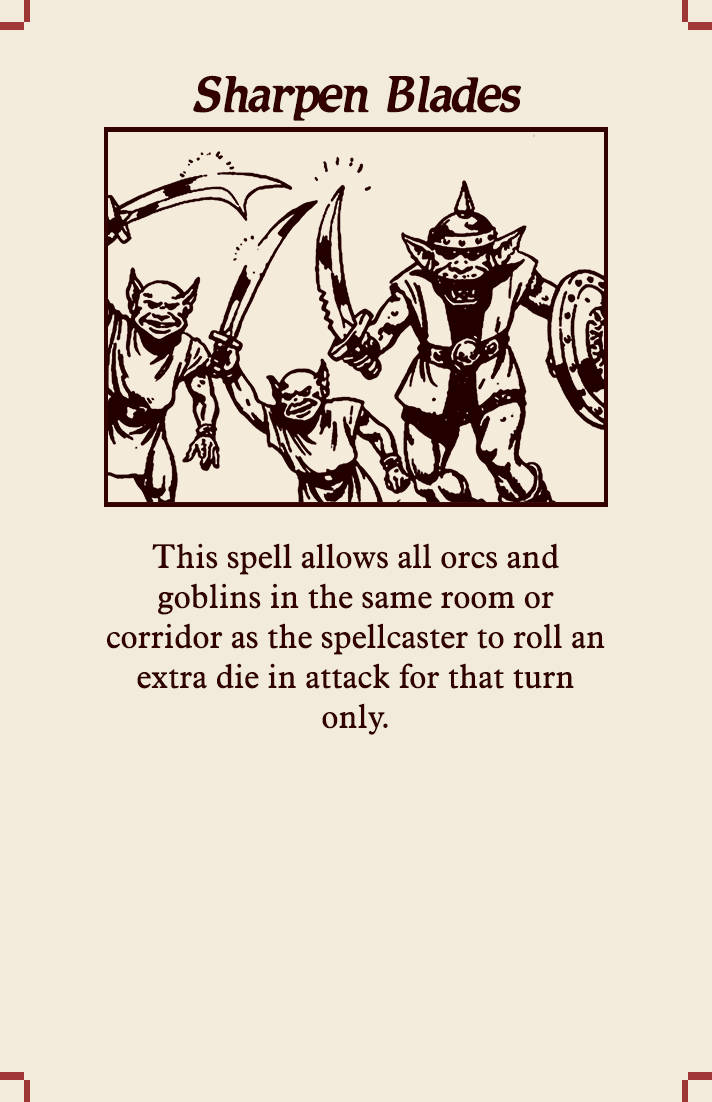 Sharpen Blades
This spell allows all orcs and
goblins in the same room or
corridor as the spellcaster to roll an
extra die in attack for that turn
only.